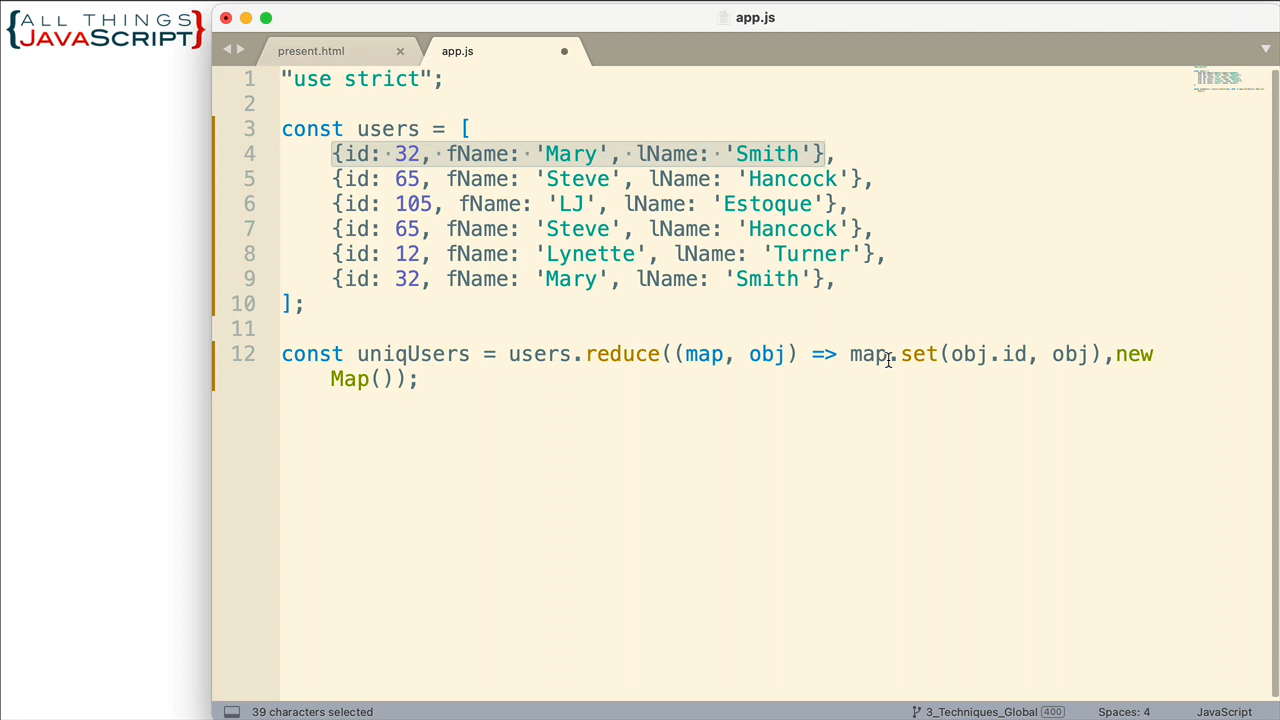 {ALL THINGS
JAVASCRIPT}
app.js
present.html
app.js
1 "use strict";
2
3 const users = [
4 {id: 32, fName: 'Mary', lName: 'Smith'},
5 {id: 65, fName: 'Steve', lName: 'Hancock'},
6 {id: 105, fName: 'LJ', lName: 'Estoque'},
7 {id: 65, fName: 'Steve', lName: 'Hancock'},
8 {id: 12, fName: 'Lynette', lName: 'Turner'},
9 {id: 32, fName: 'Mary', lName: 'Smith'},
10 ];
11
12 const uniqUsers = users.reduce((map, obj) => map.set(obj.id, obj),new
Map());
39 characters selected
3_Techniques_Global 400
Spaces: 4
JavaScript